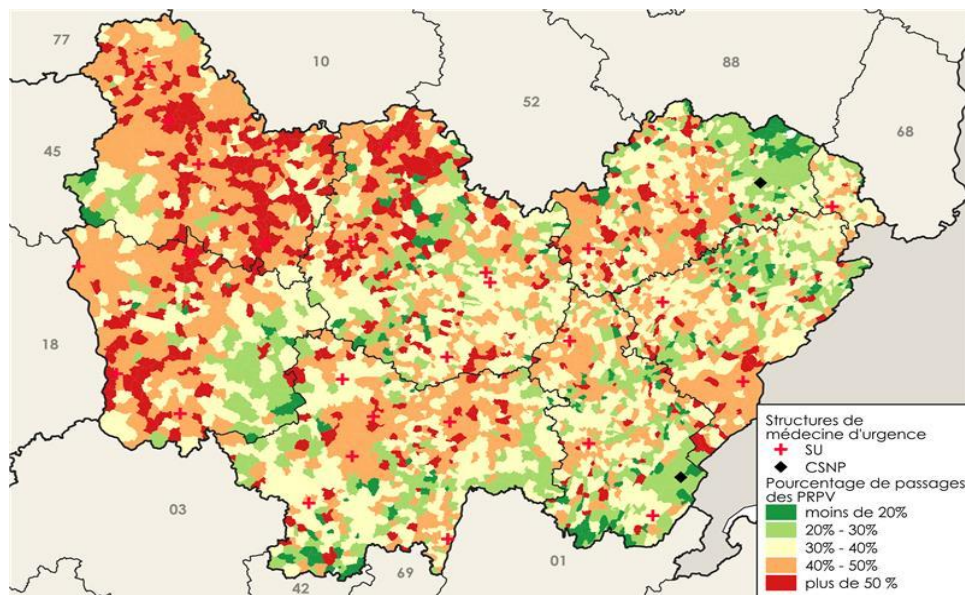 77
10
88
52
68
45
18
03
42
69
01
Structures de
médecine d'urgence
SU
CSNP
Pourcentage de passages
des PRPV
moins de 20%
20% - 30%
30% - 40%
40% - 50%
plus de 50 %